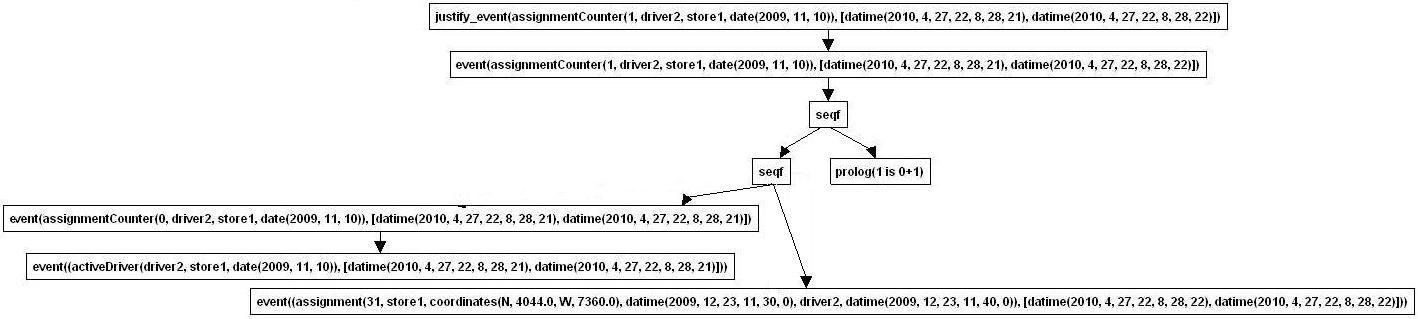 justify_event(assignmentCounter(1, driver2, store1, date(2009, 11, 10)), [datime(2010, 4, 27, 22, 8, 28, 21), datime(2010, 4, 27, 22, 8, 28, 22)])
event(assignmentCounter(1, driver2, store1, date(2009, 11, 10)), [datime(2010, 4, 27, 22, 8, 28, 21), datime(2010, 4, 27, 22, 8, 28, 22)])
seqf
seqf
prolog(1 is 0+1)
event(assignmentCounter(0, driver2, store1, date(2009, 11, 10)), [datime(2010, 4, 27, 22, 8, 28, 21), datime(2010, 4, 27, 22, 8, 28, 21)])
event((activeDriver(driver2, store1, date(2009, 11, 10)), [datime(2010, 4, 27, 22, 8, 28, 21), datime(2010, 4, 27, 22, 8, 28, 21)]))
event((assignment(31, store1, coordinates(N, 4044.0, W, 7360.0), datime(2009, 12, 23, 11, 30, 0), driver2, datime(2009, 12, 23, 11, 40, 0)), [datime(2010, 4, 27, 22, 8, 28, 22), datime(2010, 4, 27, 22, 8, 28, 22)]))